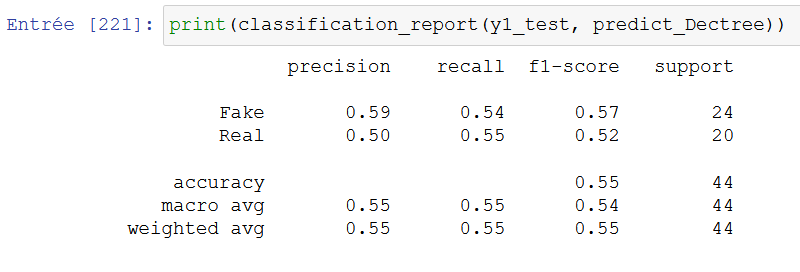 Entrée [221]: print(classification_report(y1_test, predict_Dectree))
precision recall f1-score support
Fake 0.59 0.54 0.57 24
Real 0.50 0.55 0.52 20
accuracy 0.55 44
macro avg 0.55 0.55 0.54 44
weighted avg 0.55 0.55 0.55 44